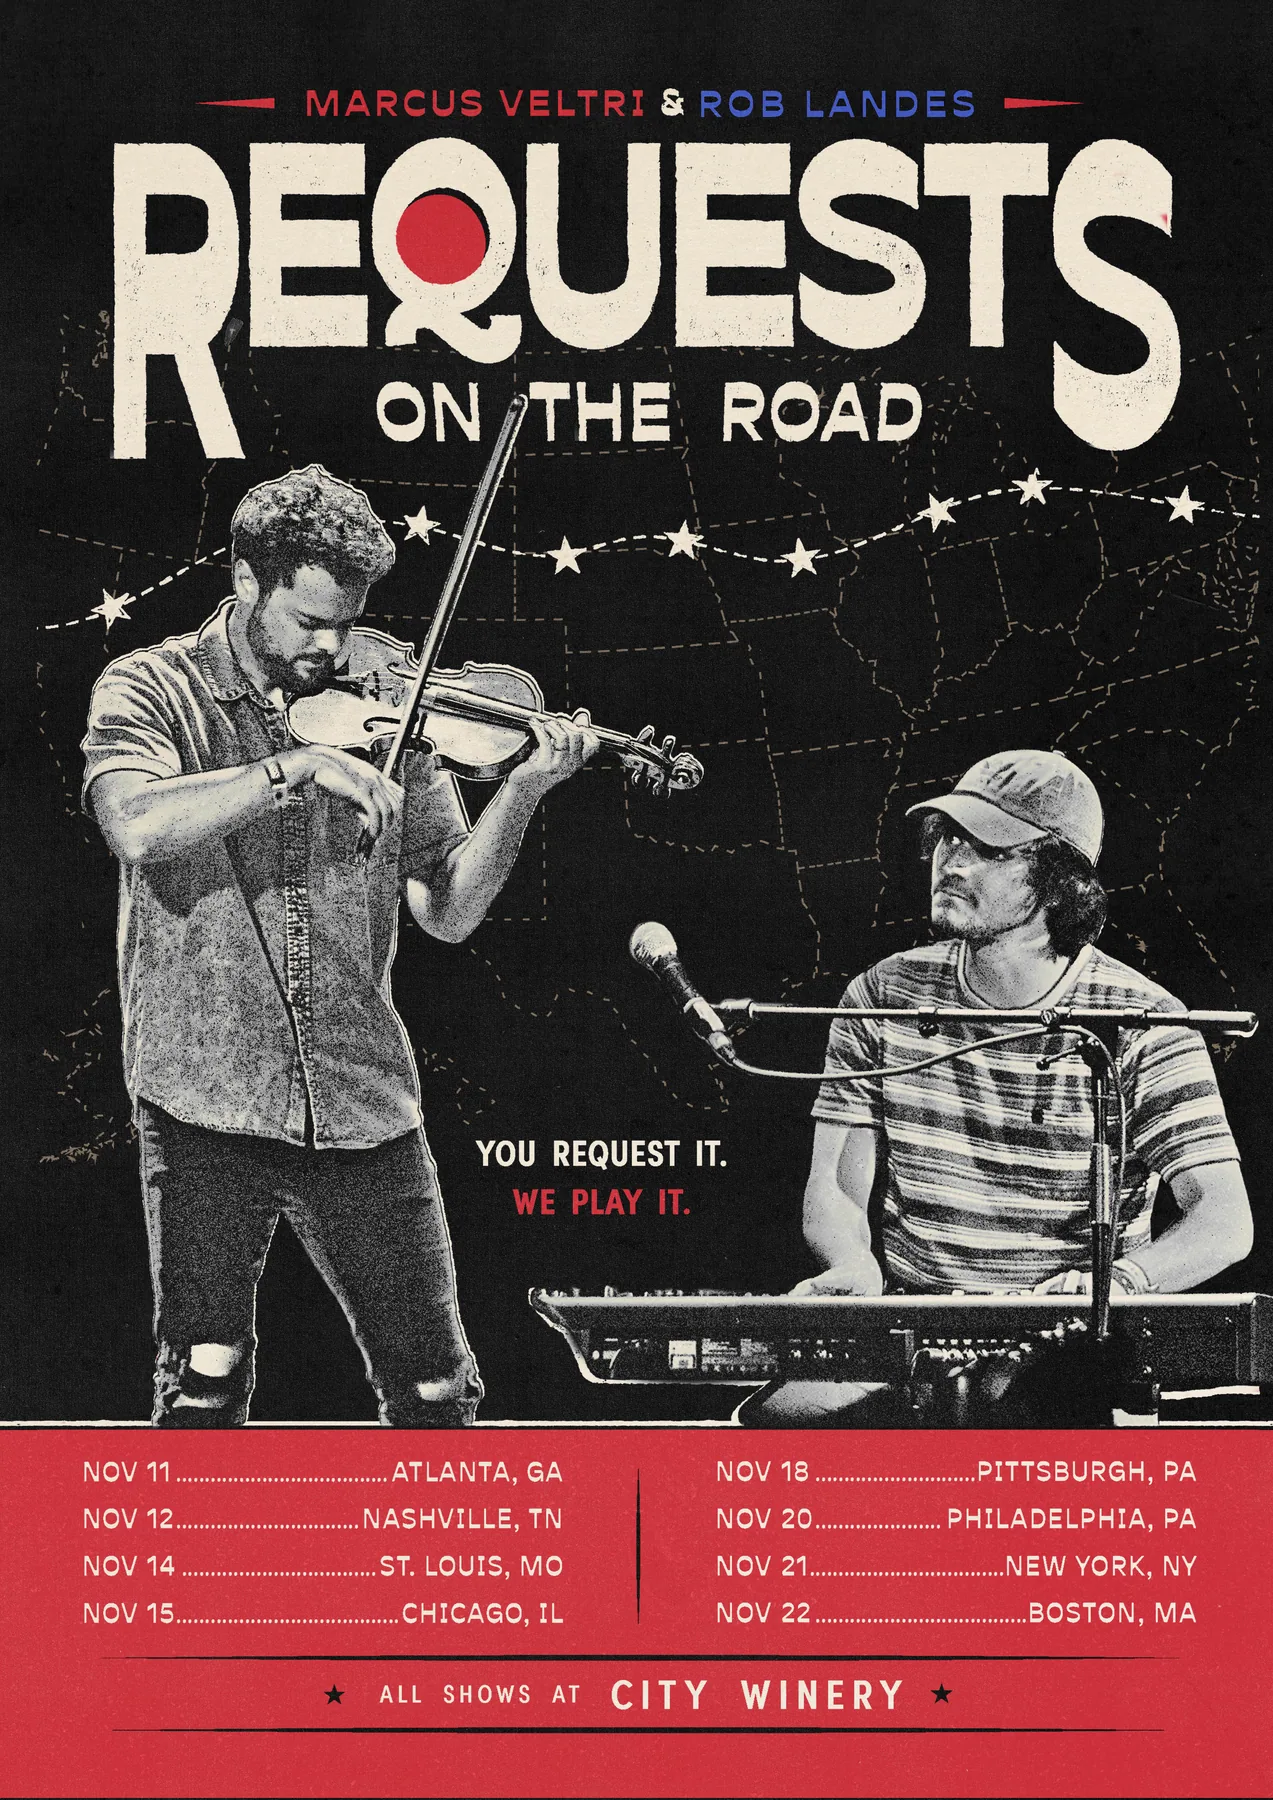 MARCUS VELTRI & ROB LANDES
REQUESTS
ON THE ROAD
YOU REQUEST IT.
WE PLAY IT.
NOV 11..........ATLANTA, GA
NOV 12..........NASHVILLE, TN
NOV 14..........ST. LOUIS, MO
NOV 15..........CHICAGO, IL
NOV 18..........PITTSBURGH, PA
NOV 20..........PHILADELPHIA, PA
NOV 21..........NEW YORK, NY
NOV 22..........BOSTON, MA
★ ALL SHOWS AT CITY WINERY ★